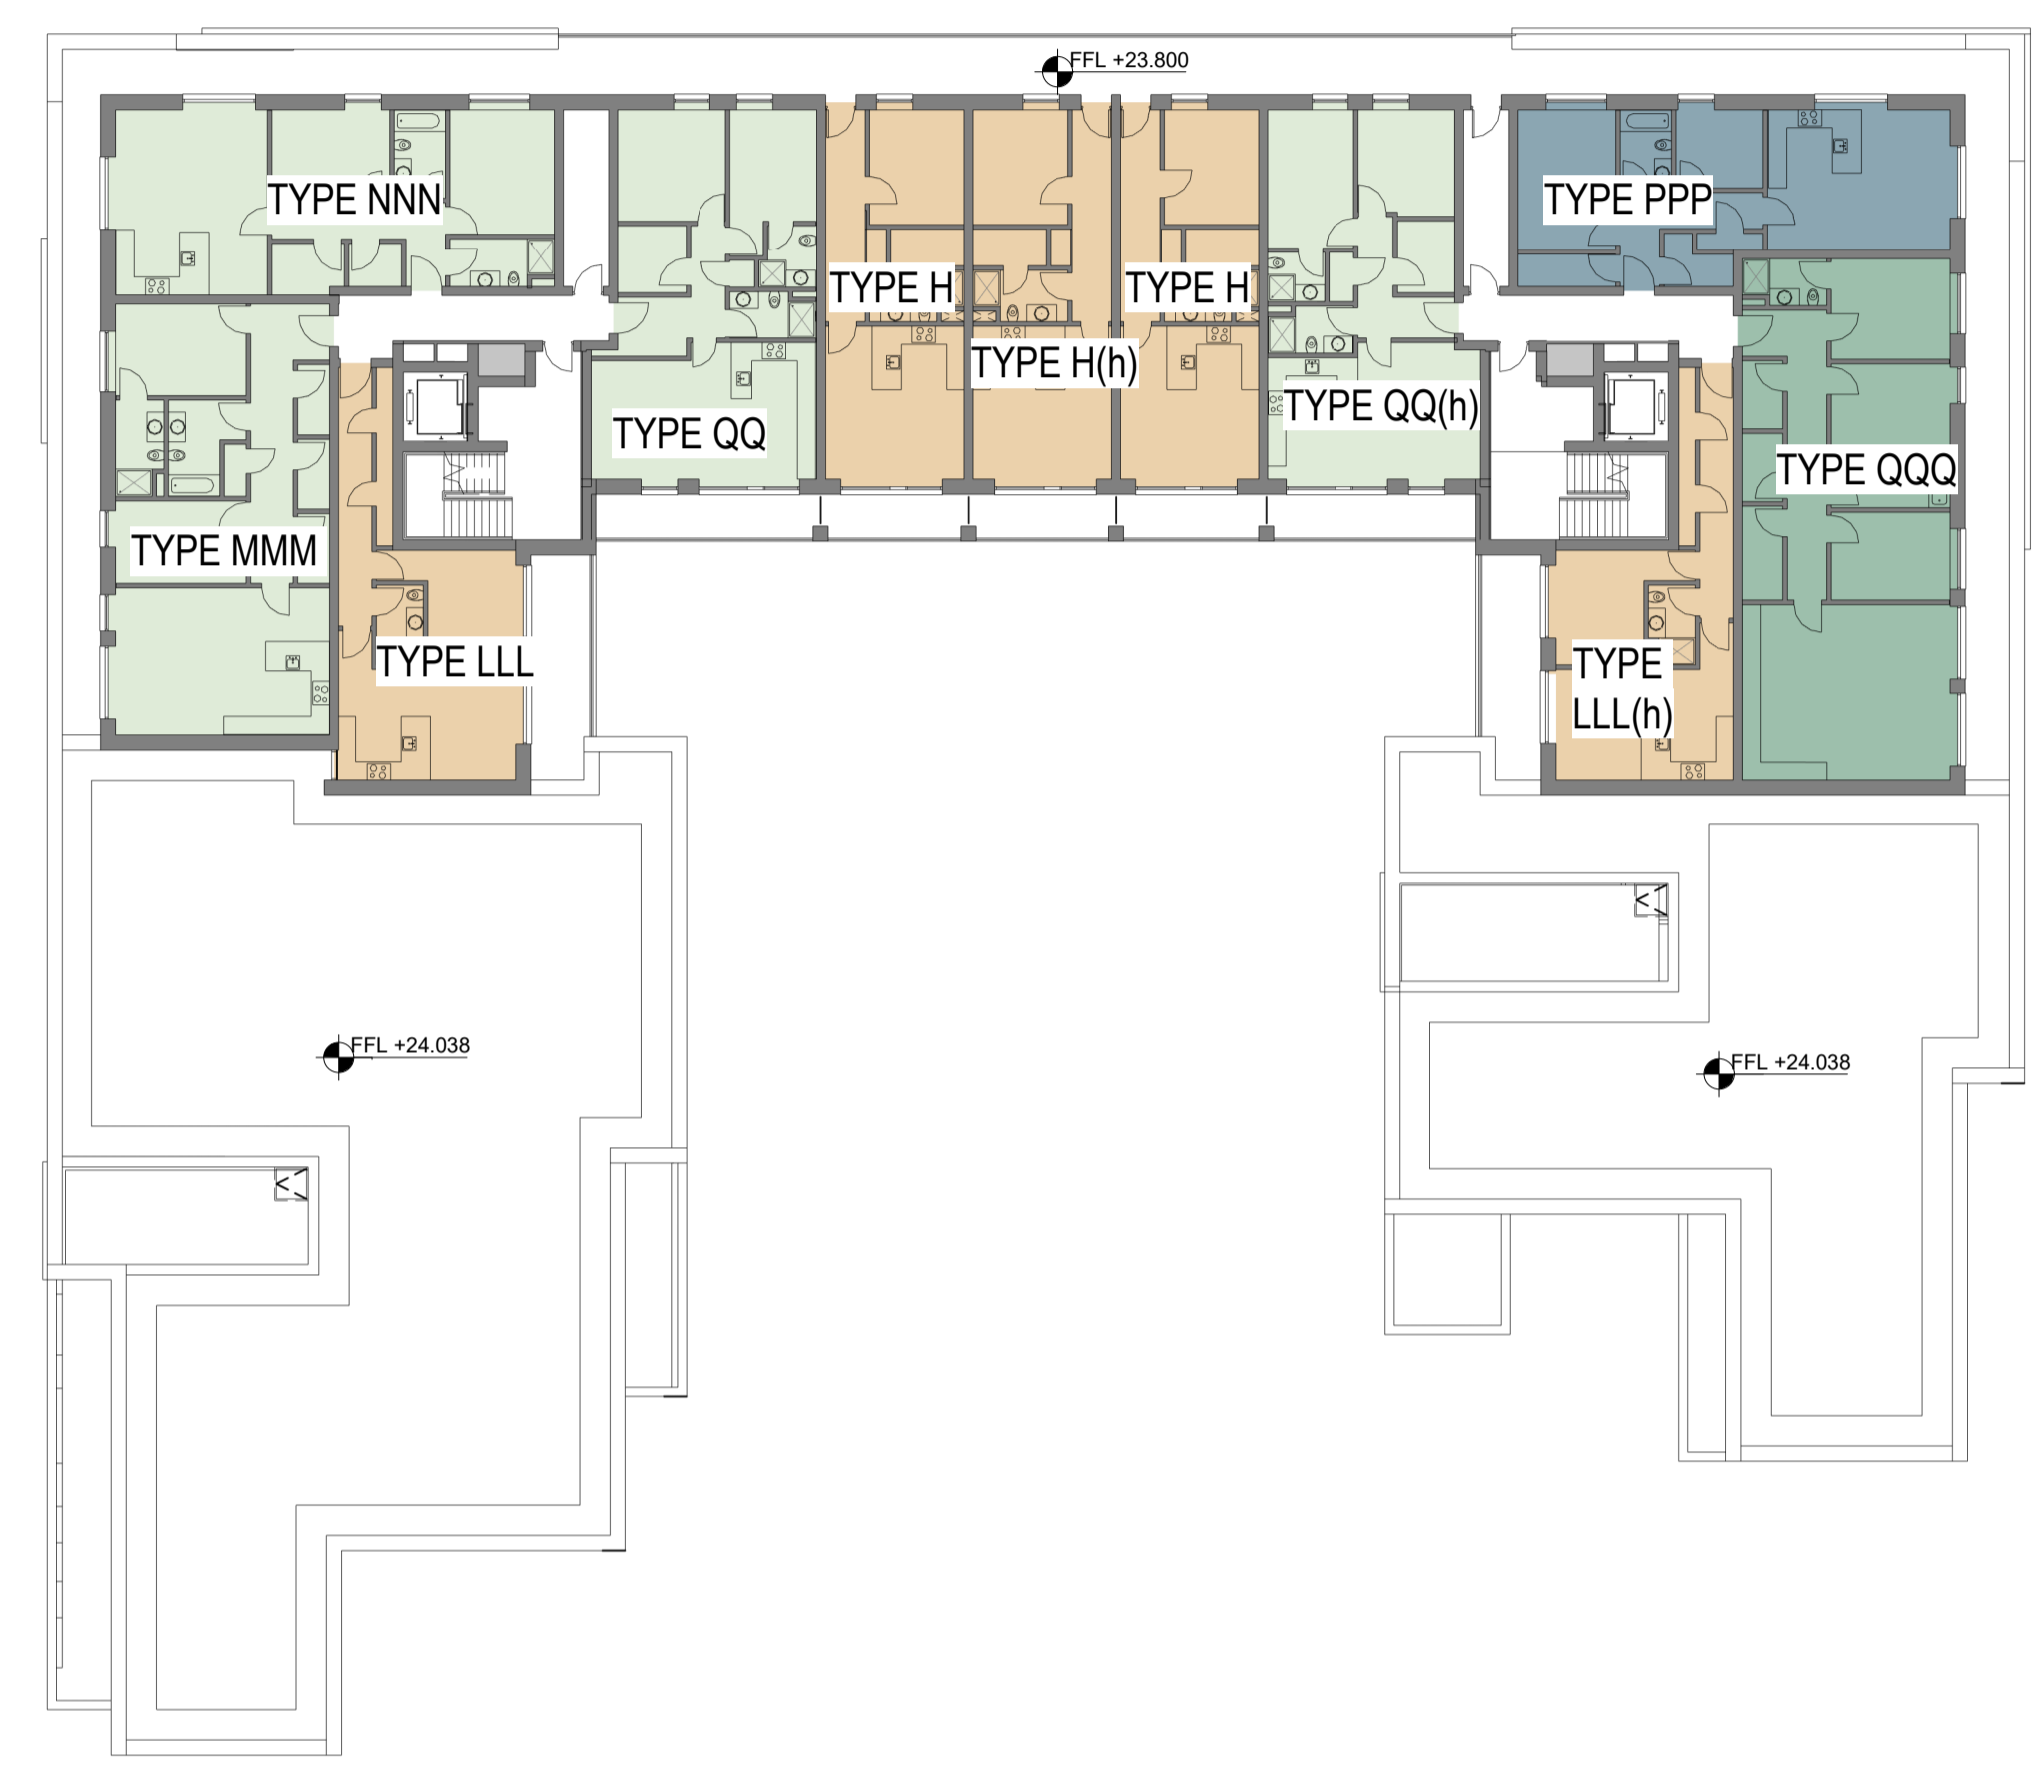 FFL +23.800
TYPE NNN
TYPE PPP
TYPE H
TYPE H
TYPE H(h)
TYPE QQ
TYPE QQ(h)
TYPE QQQ
TYPE MMM
TYPE LLL
TYPE
LLL(h)
FFL +24.038
FFL +24.038